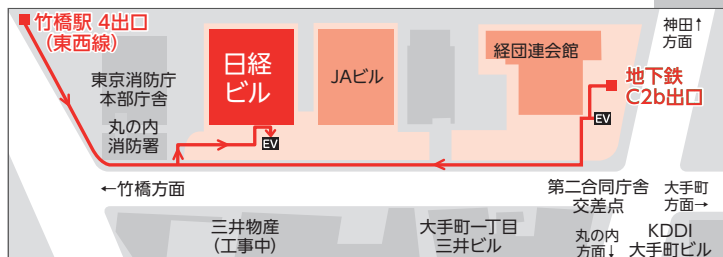 竹橋駅 4出口
(東西線)
神田↑
方面
東京消防庁
本部庁舎
丸の内
消防署
日経
ビル
EV
JAビル
経団連会館
地下鉄
C2b出口
EV
←竹橋方面
第二合同庁舎
交差点
大手町
方面→
三井物産
(工事中)
大手町一丁目
三井ビル
丸の内
方面↓
KDDI
大手町ビル